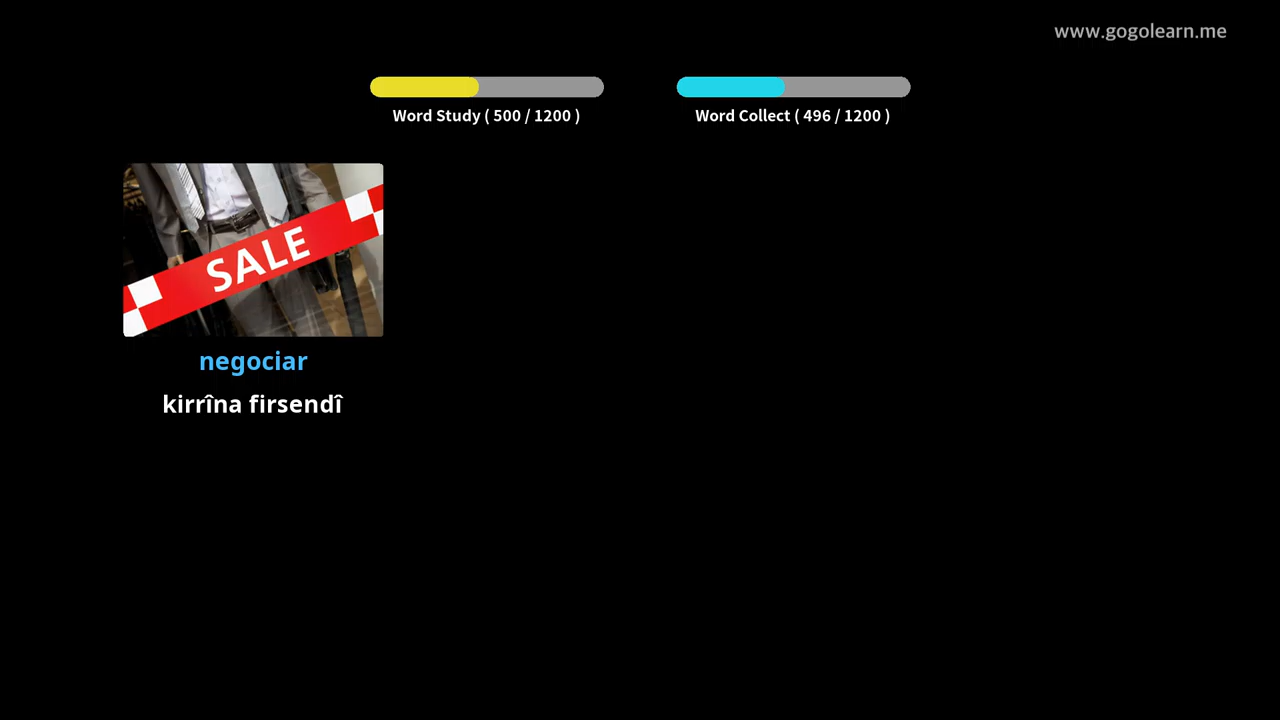 www.gogolearn.me
Word Study ( 500 / 1200 )
Word Collect ( 496 / 1200 )
SALE
negociar
kirrîna firsendî